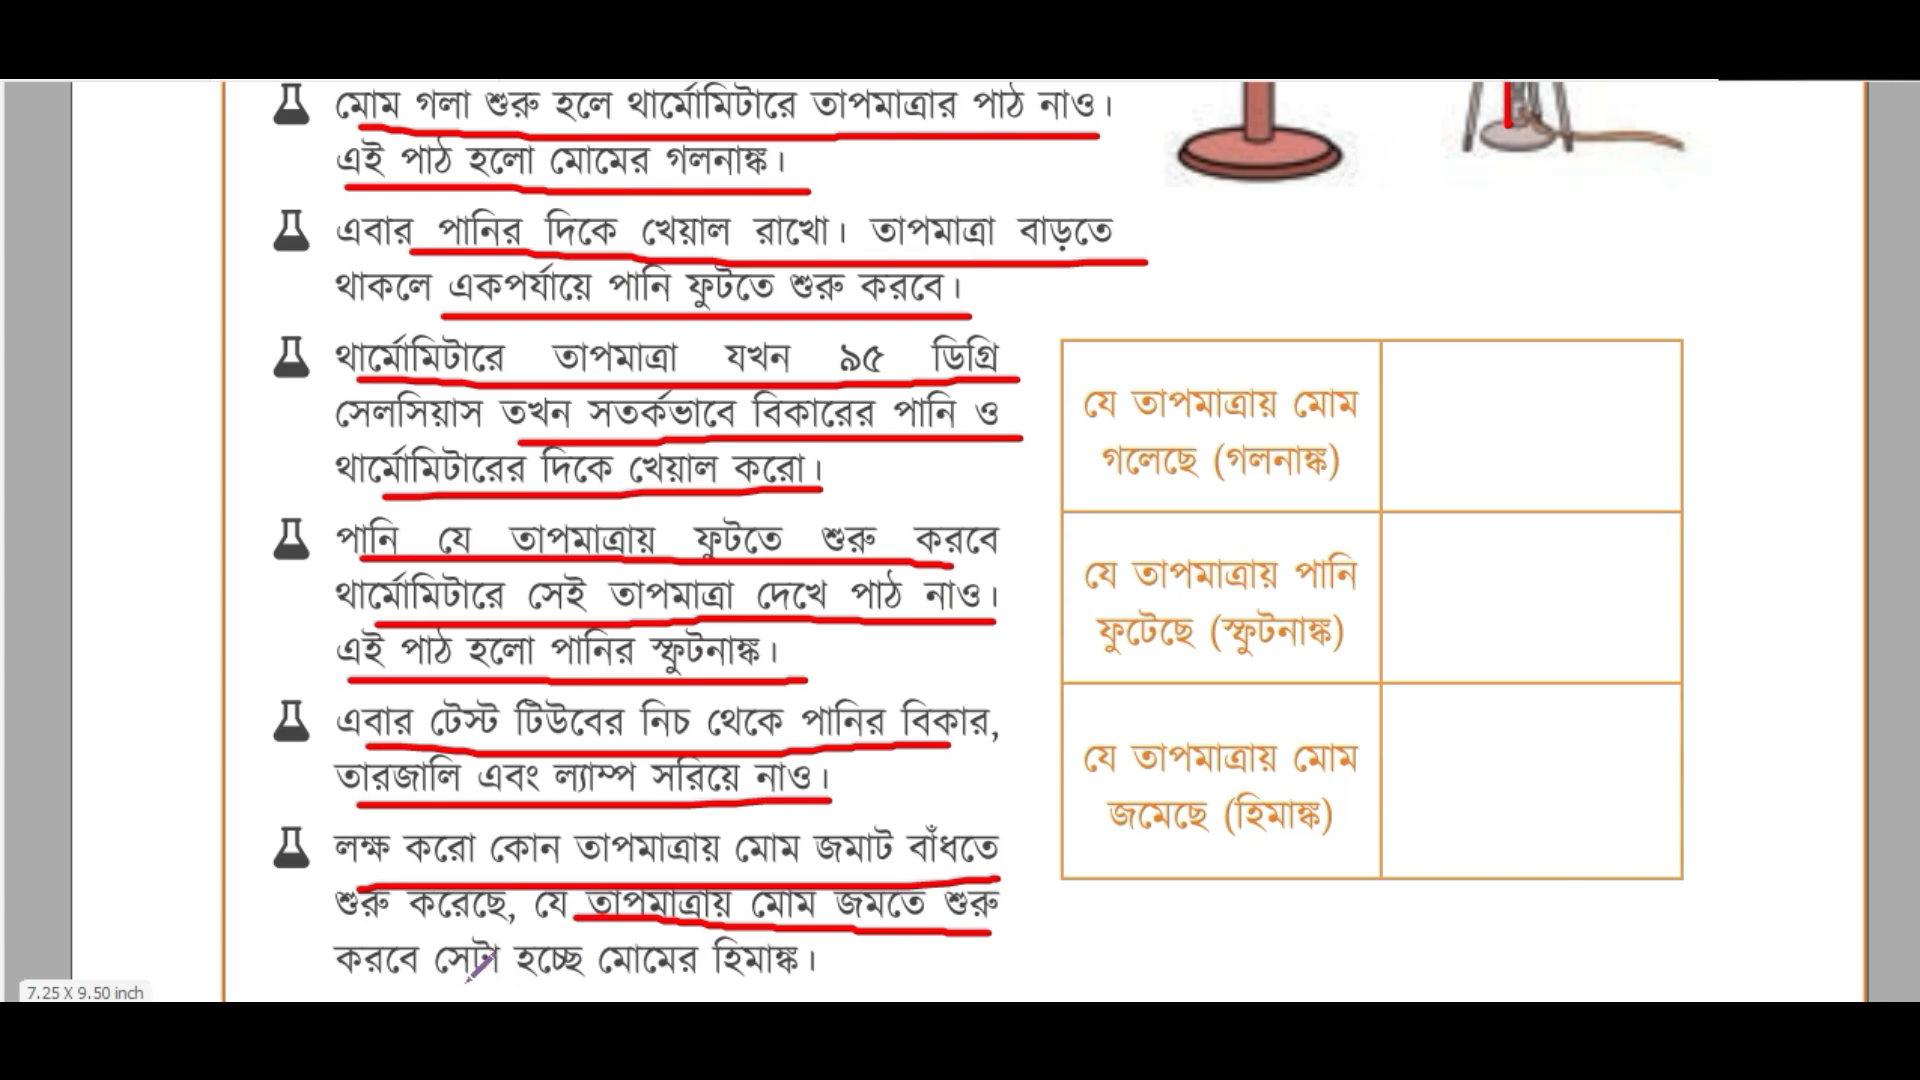 মোম গলা শুরু হলে থার্মোমিটারে তাপমাত্রার পাঠ নাও।
এই পাঠ হলো মোমের গলনাঙ্ক।
এবার পানির দিকে খেয়াল রাখো। তাপমাত্রা বাড়তে
থাকলে একপর্যায়ে পানি ফুটতে শুরু করবে।
থার্মোমিটারে তাপমাত্রা যখন ৯৫ ডিগ্রি
সেলসিয়াস তখন সতর্কভাবে বিকারের পানি ও
থার্মোমিটারের দিকে খেয়াল করো।
পানি যে তাপমাত্রায় ফুটতে শুরু করবে
থার্মোমিটারে সেই তাপমাত্রা দেখে পাঠ নাও।
এই পাঠ হলো পানির স্ফুটনাঙ্ক।
এবার টেস্ট টিউবের নিচ থেকে পানির বিকার,
তারজালি এবং ল্যাম্প সরিয়ে নাও।
লক্ষ করো কোন তাপমাত্রায় মোম জমাট বাঁধতে
শুরু করেছে, যে তাপমাত্রায় মোম জমতে শুরু
করবে সেটা হচ্ছে মোমের হিমাঙ্ক।
যে তাপমাত্রায় মোম
গলেছে (গলনাঙ্ক)
যে তাপমাত্রায় পানি
ফুটেছে (স্ফুটনাঙ্ক)
যে তাপমাত্রায় মোম
জমেছে (হিমাঙ্ক)
7.25 X 9.50 inch